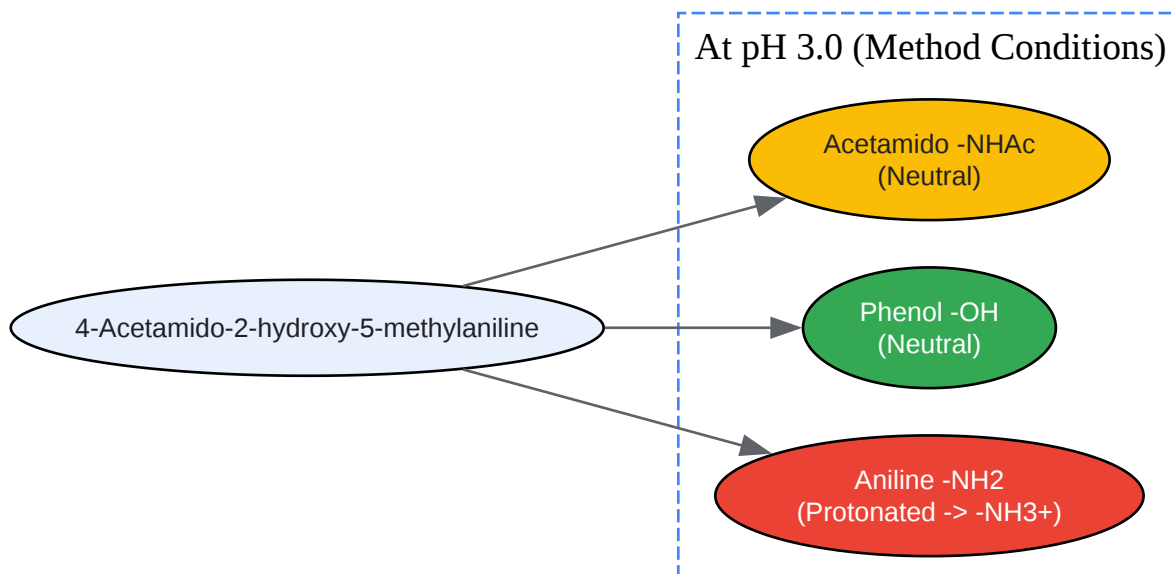 At pH 3.0 (Method Conditions)
Acetamido -NHAc
(Neutral)
4-Acetamido-2-hydroxy-5-methylaniline
Phenol -OH
(Neutral)
Aniline -NH2
(Protonated -> -NH3+)